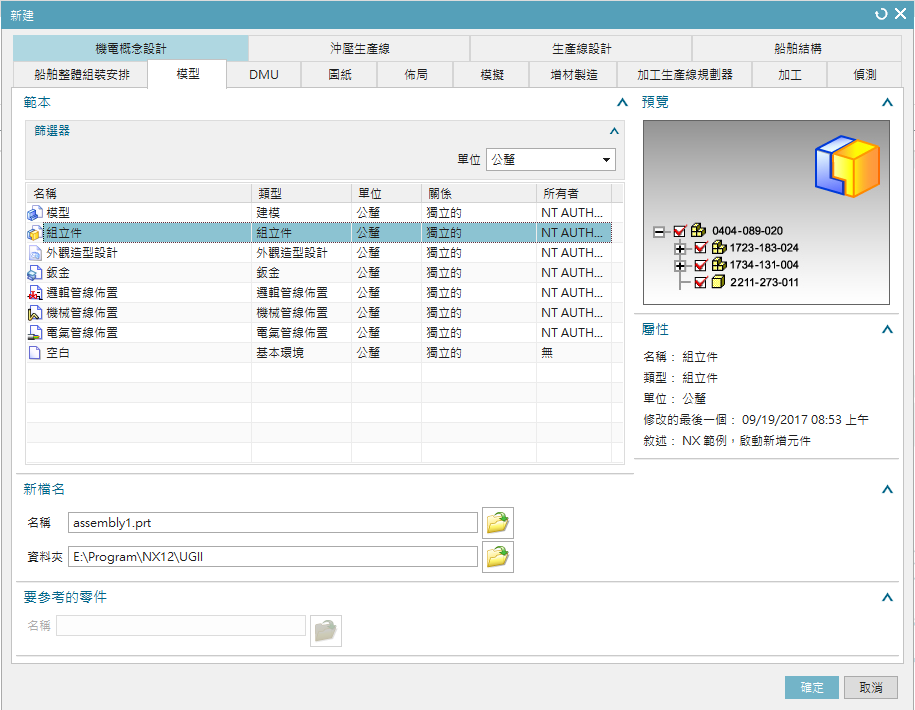 新建
機電概念設計 沖壓生產線 生產線設計 船舶結構
船舶整體組裝安排 模型 DMU 圖紙 佈局 模擬 增材製造 加工生產線規劃器 加工 偵測
範本
預覽
篩選器
單位 公釐
名稱 類型 單位 關係 所有者
模型 建模 公釐 獨立的 NT AUTH...
組立件 組立件 公釐 獨立的 NT AUTH...
外觀造型設計 外觀造型設計 公釐 獨立的 NT AUTH...
鈑金 鈑金 公釐 獨立的 NT AUTH...
邏輯管線佈置 邏輯管線佈置 公釐 獨立的 NT AUTH...
機械管線佈置 機械管線佈置 公釐 獨立的 NT AUTH...
電氣管線佈置 電氣管線佈置 公釐 獨立的 NT AUTH...
空白 基本環境 公釐 獨立的 無
0404-089-020
1723-183-024
1734-131-004
2211-273-011
屬性
名稱： 組立件
類型： 組立件
單位： 公釐
修改的最後一個： 09/19/2017 08:53 上午
敘述： NX 範例，啟動新增元件
新檔名
名稱 assembly1.prt
資料夾 E:\Program\NX12\UGII
要參考的零件
名稱
確定 取消